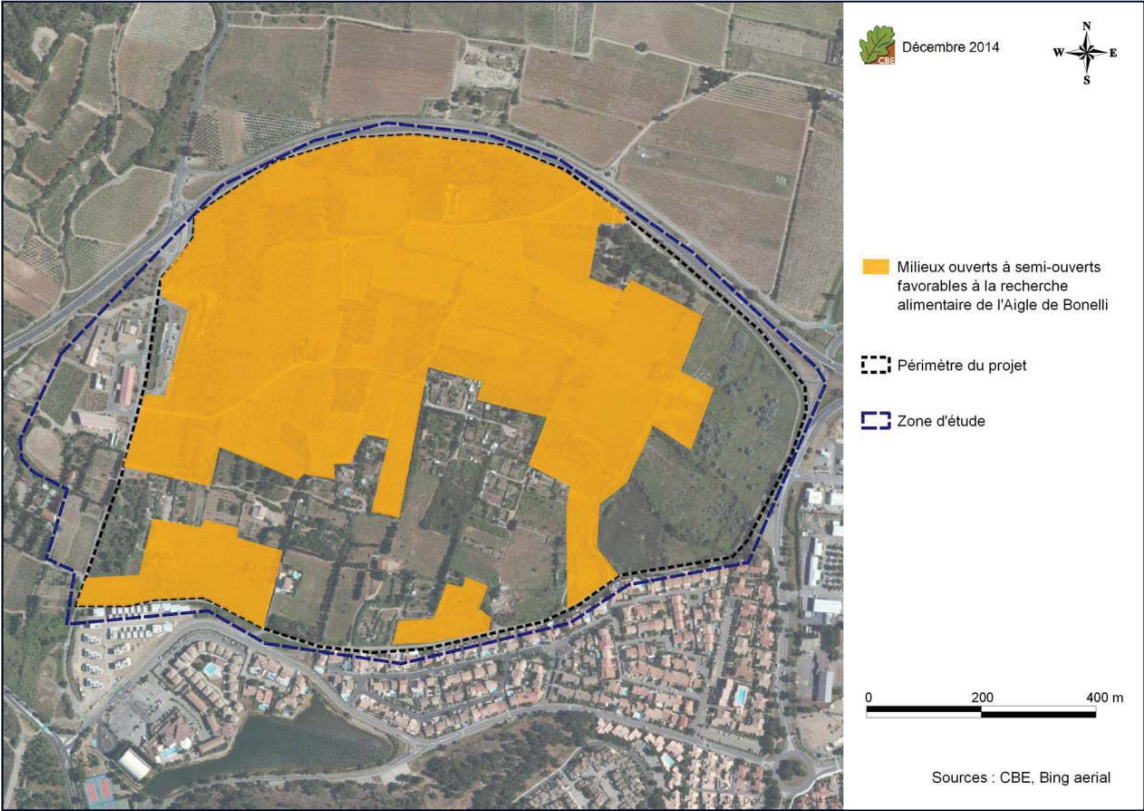 CBE
Décembre 2014
N
W E
S
Milieux ouverts à semi-ouverts
favorables à la recherche
alimentaire de l'Aigle de Bonelli
Périmètre du projet
Zone d'étude
0 200 400 m
Sources : CBE, Bing aerial